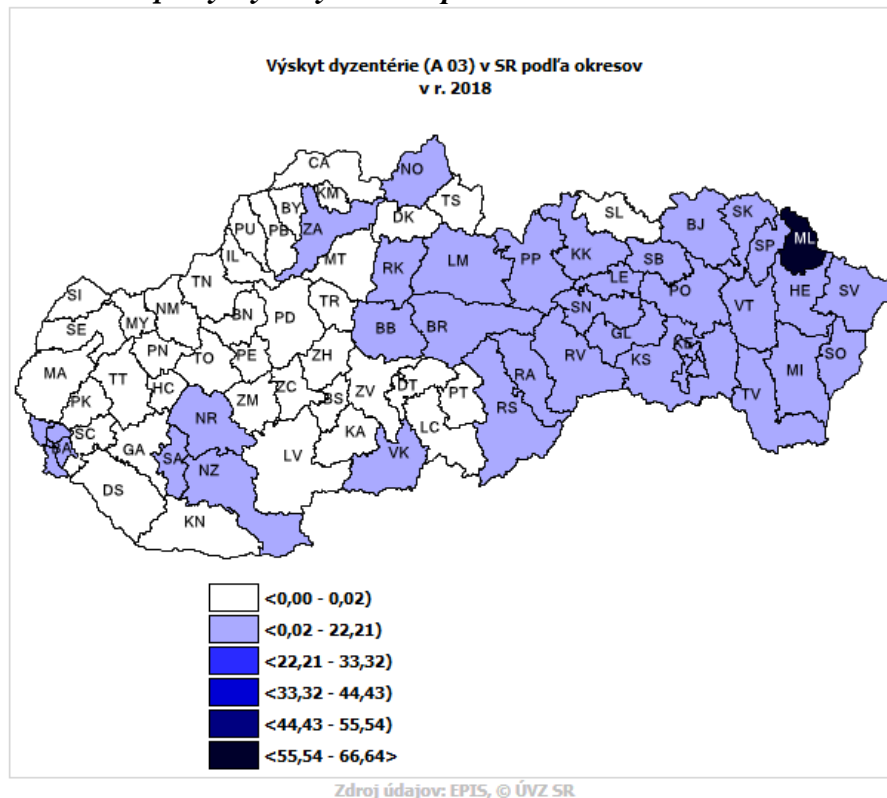 Výskyt dyzentérie (A 03) v SR podľa okresov
v r. 2018
CA
NO
KM
TS
BY
DK
SL
SK
PU
PB
ZA
BJ
SP
ML
IL
MT
RK
LM
PP
KK
SB
TN
LE
PO
HE
SV
SI
NM
BN
PD
TR
SN
VT
SE
MY
BB
BR
GL
PN
TO
PE
ZH
RV
KS
SO
MA
TT
HC
ZM
ZC
BS
ZV
DT
PT
RA
MI
PK
RS
TV
SC
NR
KA
LC
BA
GA
SA
NZ
LV
VK
DS
KN
<0,00 - 0,02)
<0,02 - 22,21)
<22,21 - 33,32)
<33,32 - 44,43)
<44,43 - 55,54)
<55,54 - 66,64>
Zdroj údajov: EPIS, © ÚVZ SR